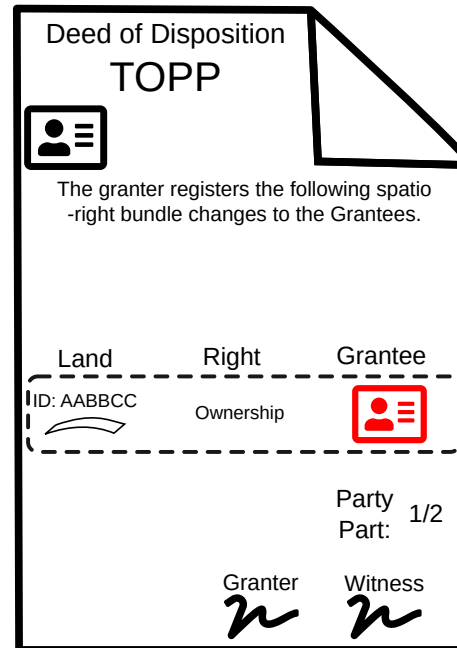 Deed of Disposition
TOPP
The granter registers the following spatio
-right bundle changes to the Grantees.
Land Right Grantee
ID: AABBCC
Ownership
Party
Part: 1/2
Granter Witness